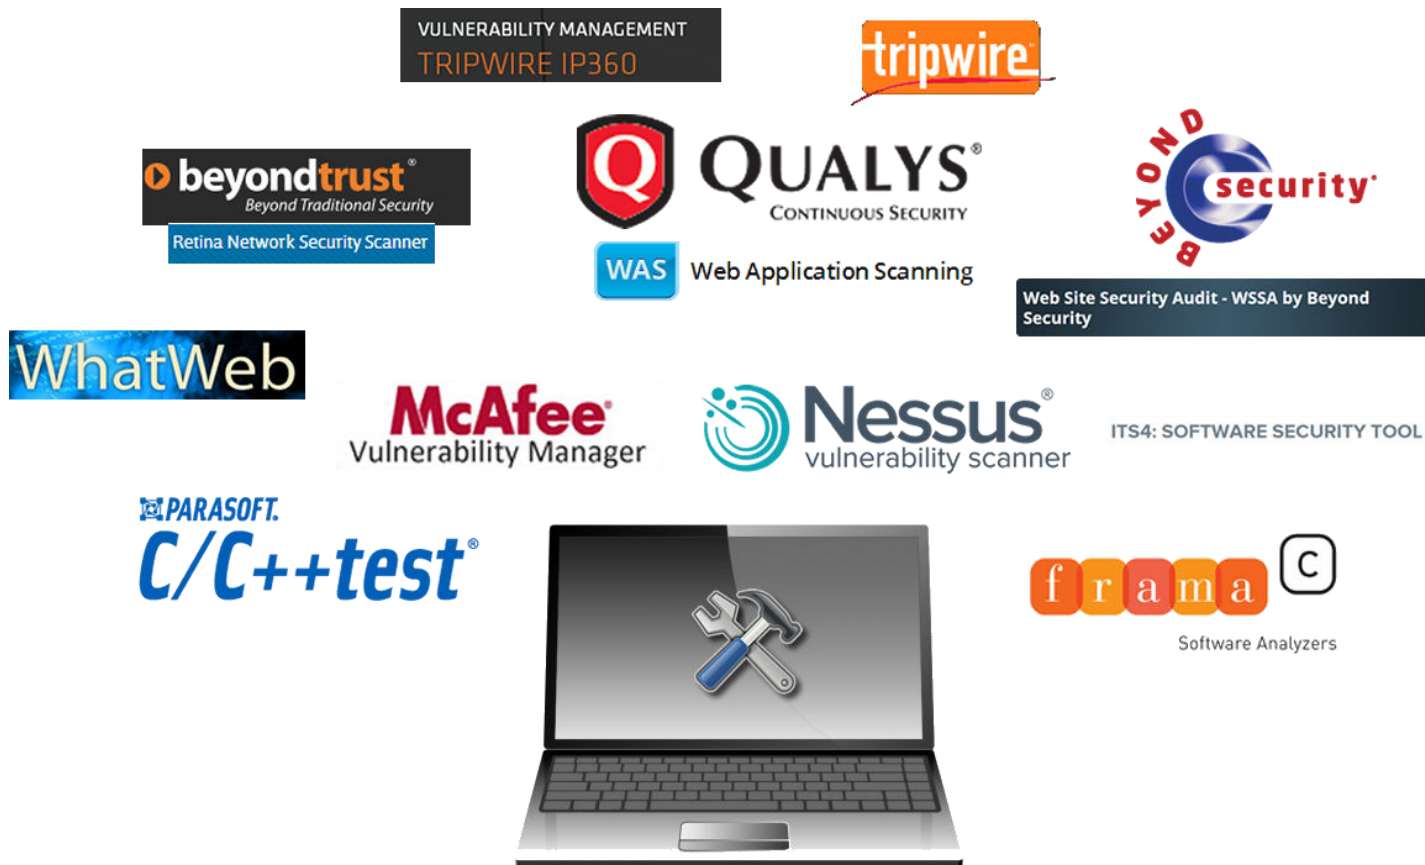 VULNERABILITY MANAGEMENT
TRIPWIRE IP360
tripwire
beyondtrust®
Beyond Traditional Security
Retina Network Security Scanner
Q QUALYS®
CONTINUOUS SECURITY
WAS Web Application Scanning
BEYOND
security
Web Site Security Audit - WSSA by Beyond
Security
WhatWeb
McAfee®
Vulnerability Manager
Nessus®
vulnerability scanner
ITS4: SOFTWARE SECURITY TOOL
PARASOFT.
C/C++test®
frama C
Software Analyzers